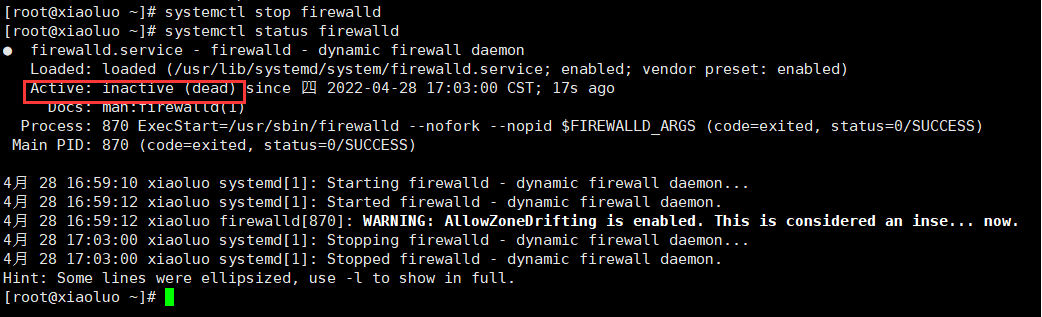 [root@xiaoluo ~]# systemctl stop firewalld
[root@xiaoluo ~]# systemctl status firewalld
● firewalld.service - firewalld - dynamic firewall daemon
Loaded: loaded (/usr/lib/systemd/system/firewalld.service; enabled; vendor preset: enabled)
Active: inactive (dead) since 四 2022-04-28 17:03:00 CST; 17s ago
Docs: man:firewalld(1)
Process: 870 ExecStart=/usr/sbin/firewalld --nofork --nopid $FIREWALLD_ARGS (code=exited, status=0/SUCCESS)
Main PID: 870 (code=exited, status=0/SUCCESS)
4月 28 16:59:10 xiaoluo systemd[1]: Starting firewalld - dynamic firewall daemon...
4月 28 16:59:12 xiaoluo systemd[1]: Started firewalld - dynamic firewall daemon.
4月 28 16:59:12 xiaoluo firewalld[870]: WARNING: AllowZoneDrifting is enabled. This is considered an inse... now.
4月 28 17:03:00 xiaoluo systemd[1]: Stopping firewalld - dynamic firewall daemon...
4月 28 17:03:00 xiaoluo systemd[1]: Stopped firewalld - dynamic firewall daemon.
Hint: Some lines were ellipsized, use -l to show in full.
[root@xiaoluo ~]#